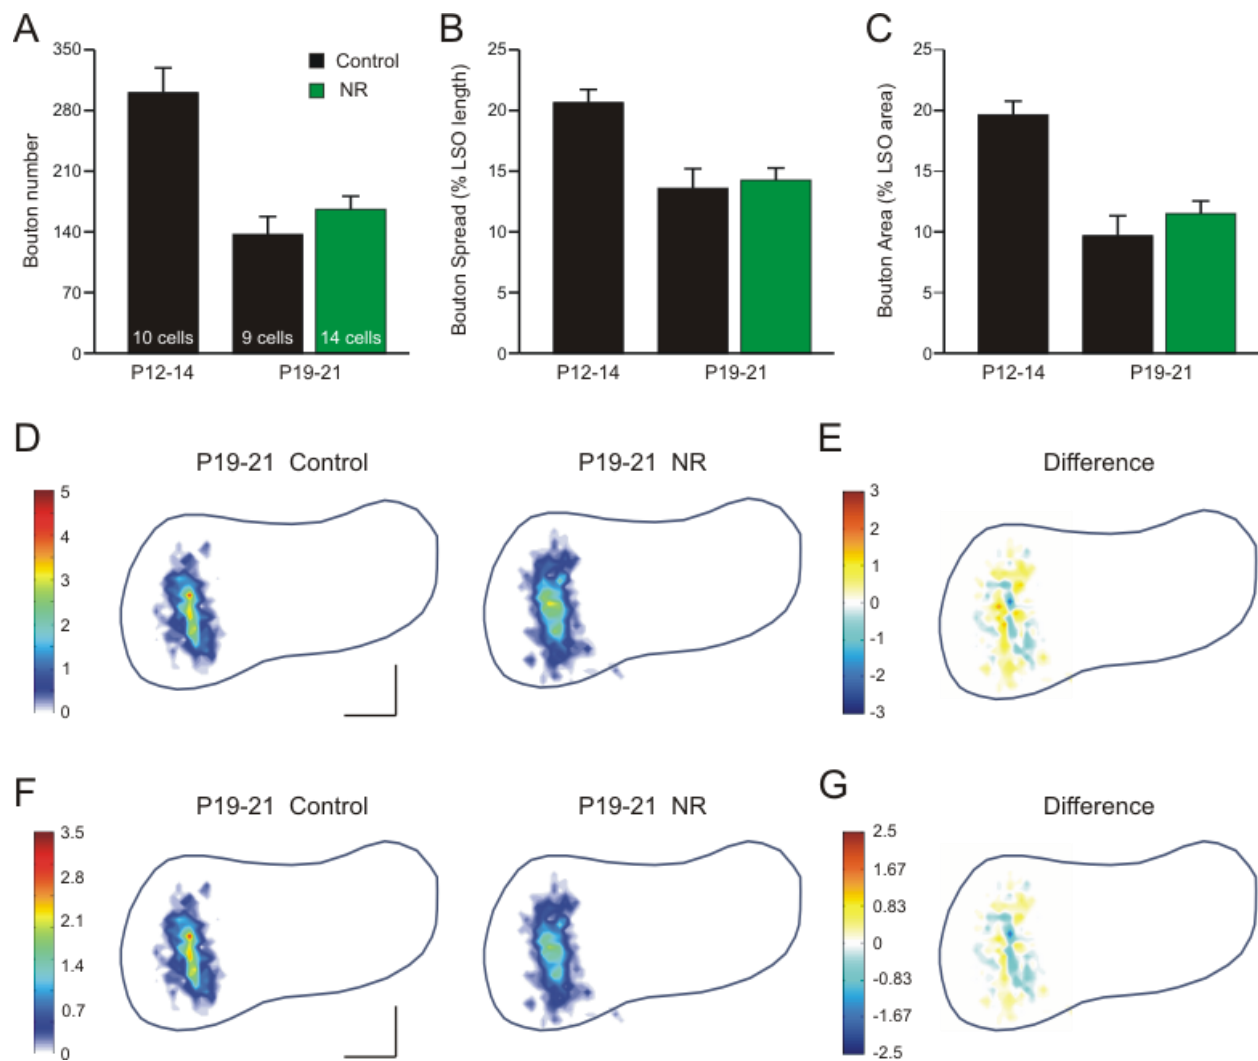 A
B
C
350
280
210
140
70
0
Bouton number
Control
NR
10 cells
9 cells
14 cells
P12-14
P19-21
25
20
15
10
5
0
Bouton Spread (% LSO length)
P12-14
P19-21
25
20
15
10
5
0
Bouton Area (% LSO area)
P12-14
P19-21
D
P19-21 Control
P19-21 NR
5
4
3
2
1
0
E
Difference
3
2
1
0
-1
-2
-3
F
P19-21 Control
P19-21 NR
3.5
2.8
2.1
1.4
0.7
0
G
Difference
2.5
1.67
0.83
0
-0.83
-1.67
-2.5